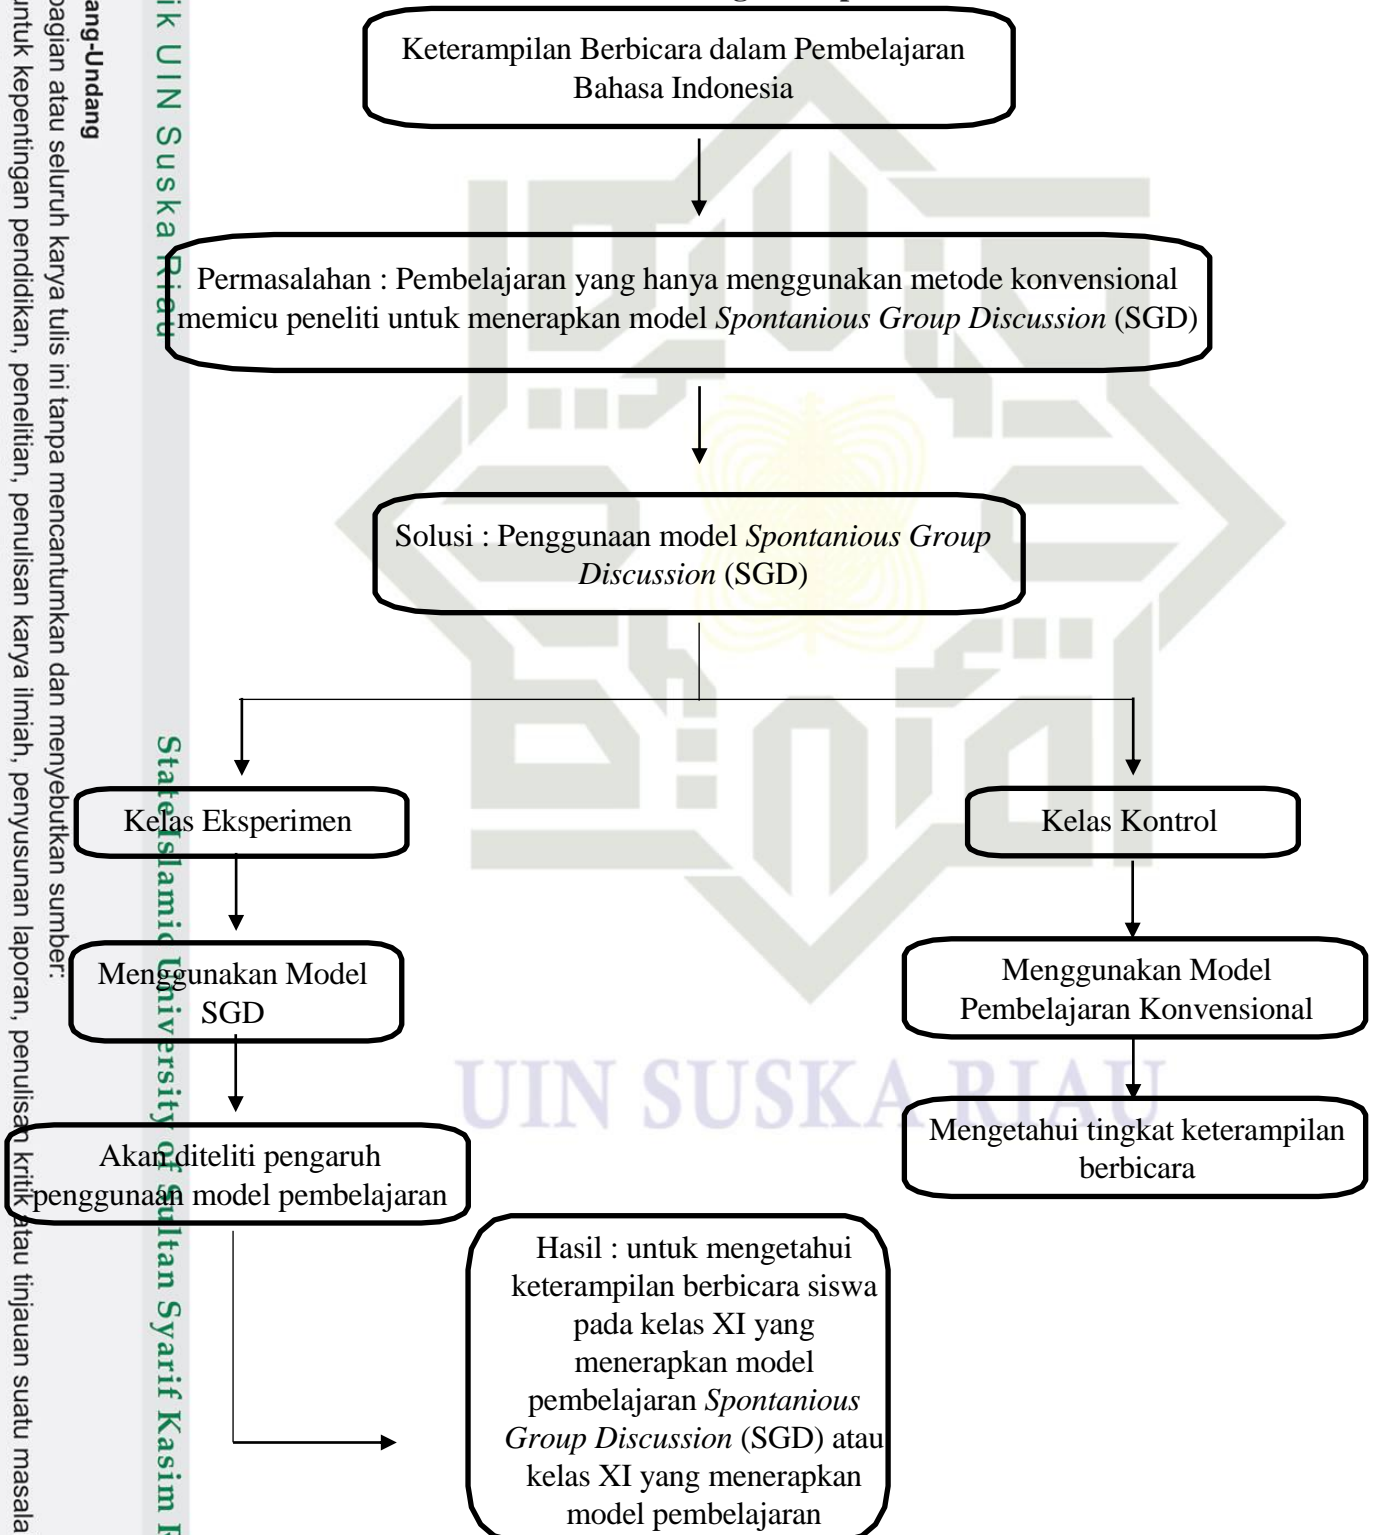 Keterampilan Berbicara dalam Pembelajaran
Bahasa Indonesia
Permasalahan : Pembelajaran yang hanya menggunakan metode konvensional
memicu peneliti untuk menerapkan model Spontanious Group Discussion (SGD)
Solusi : Penggunaan model Spontanious Group
Discussion (SGD)
Kelas Eksperimen
Kelas Kontrol
Menggunakan Model
SGD
Menggunakan Model
Pembelajaran Konvensional
Akan diteliti pengaruh
penggunaan model pembelajaran
Mengetahui tingkat keterampilan
berbicara
Hasil : untuk mengetahui
keterampilan berbicara siswa
pada kelas XI yang
menerapkan model
pembelajaran Spontanious
Group Discussion (SGD) atau
kelas XI yang menerapkan
model pembelajaran
UIN SUSKA RIAU
ik UIN Suska Riau
State Islamic University of Sultan Syarif Kasim
ang-Undang
bagian atau seluruh karya tulis ini tanpa mencantumkan dan menyebutkan sumber:
untuk kepentingan pendidikan, penelitian, penulisan karya ilmiah, penyusunan laporan, penulisan kritik atau tinjauan suatu masala